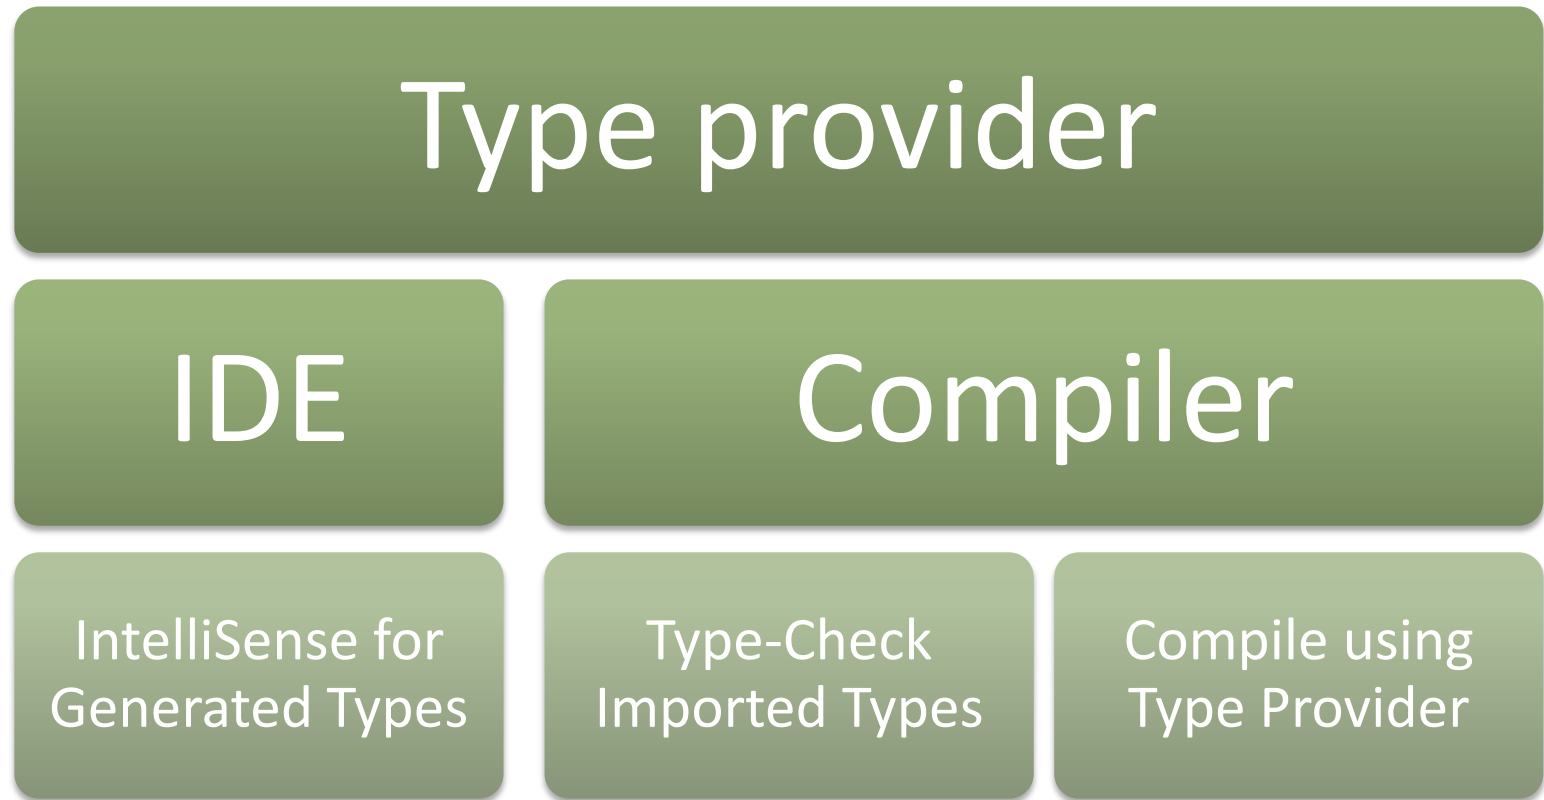 Type provider
IDE
Compiler
IntelliSense for
Generated Types
Type-Check
Imported Types
Compile using
Type Provider